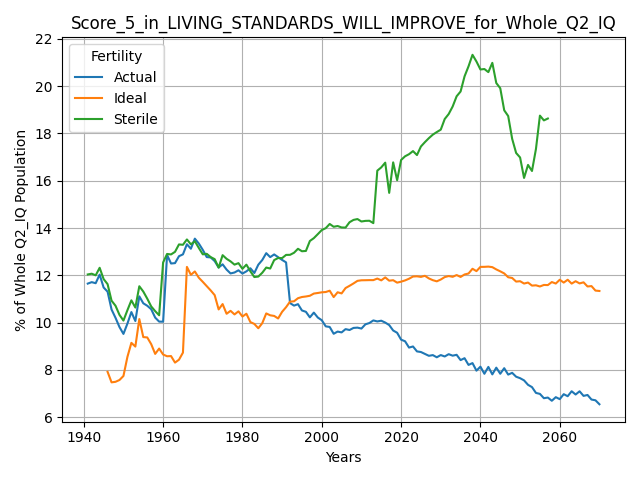 Score_5_in_LIVING_STANDARDS_WILL_IMPROVE_for_Whole_Q2_IQ
Fertility
Actual
Ideal
Sterile
% of Whole Q2_IQ Population
22
20
18
16
14
12
10
8
6
1940 1960 1980 2000 2020 2040 2060
Years